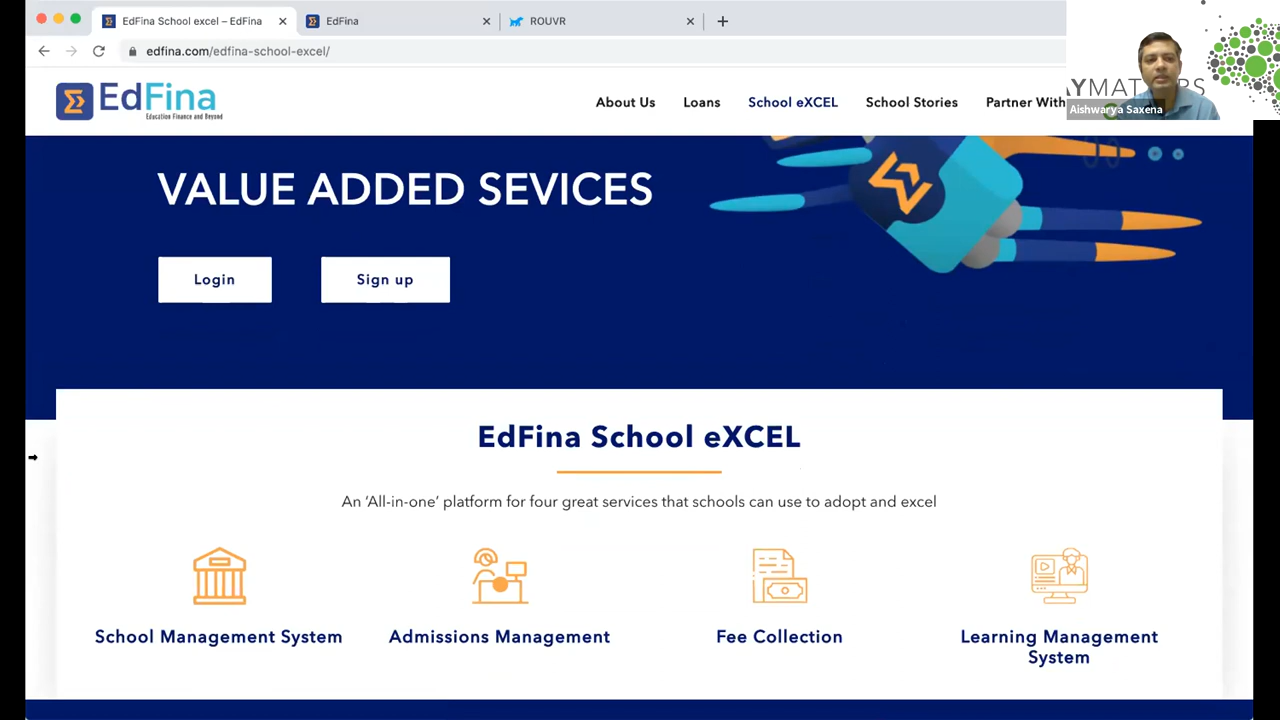 EdFina School excel – EdFina
EdFina
ROUVR
edfina.com/edfina-school-excel/
EdFina
Education Finance and Beyond
About Us
Loans
School eXCEL
School Stories
Partner With
AYMATTERS
Aishwarya Saxena
VALUE ADDED SEVICES
Login
Sign up
EdFina School eXCEL
An ‘All-in-one’ platform for four great services that schools can use to adopt and excel
School Management System
Admissions Management
Fee Collection
Learning Management
System